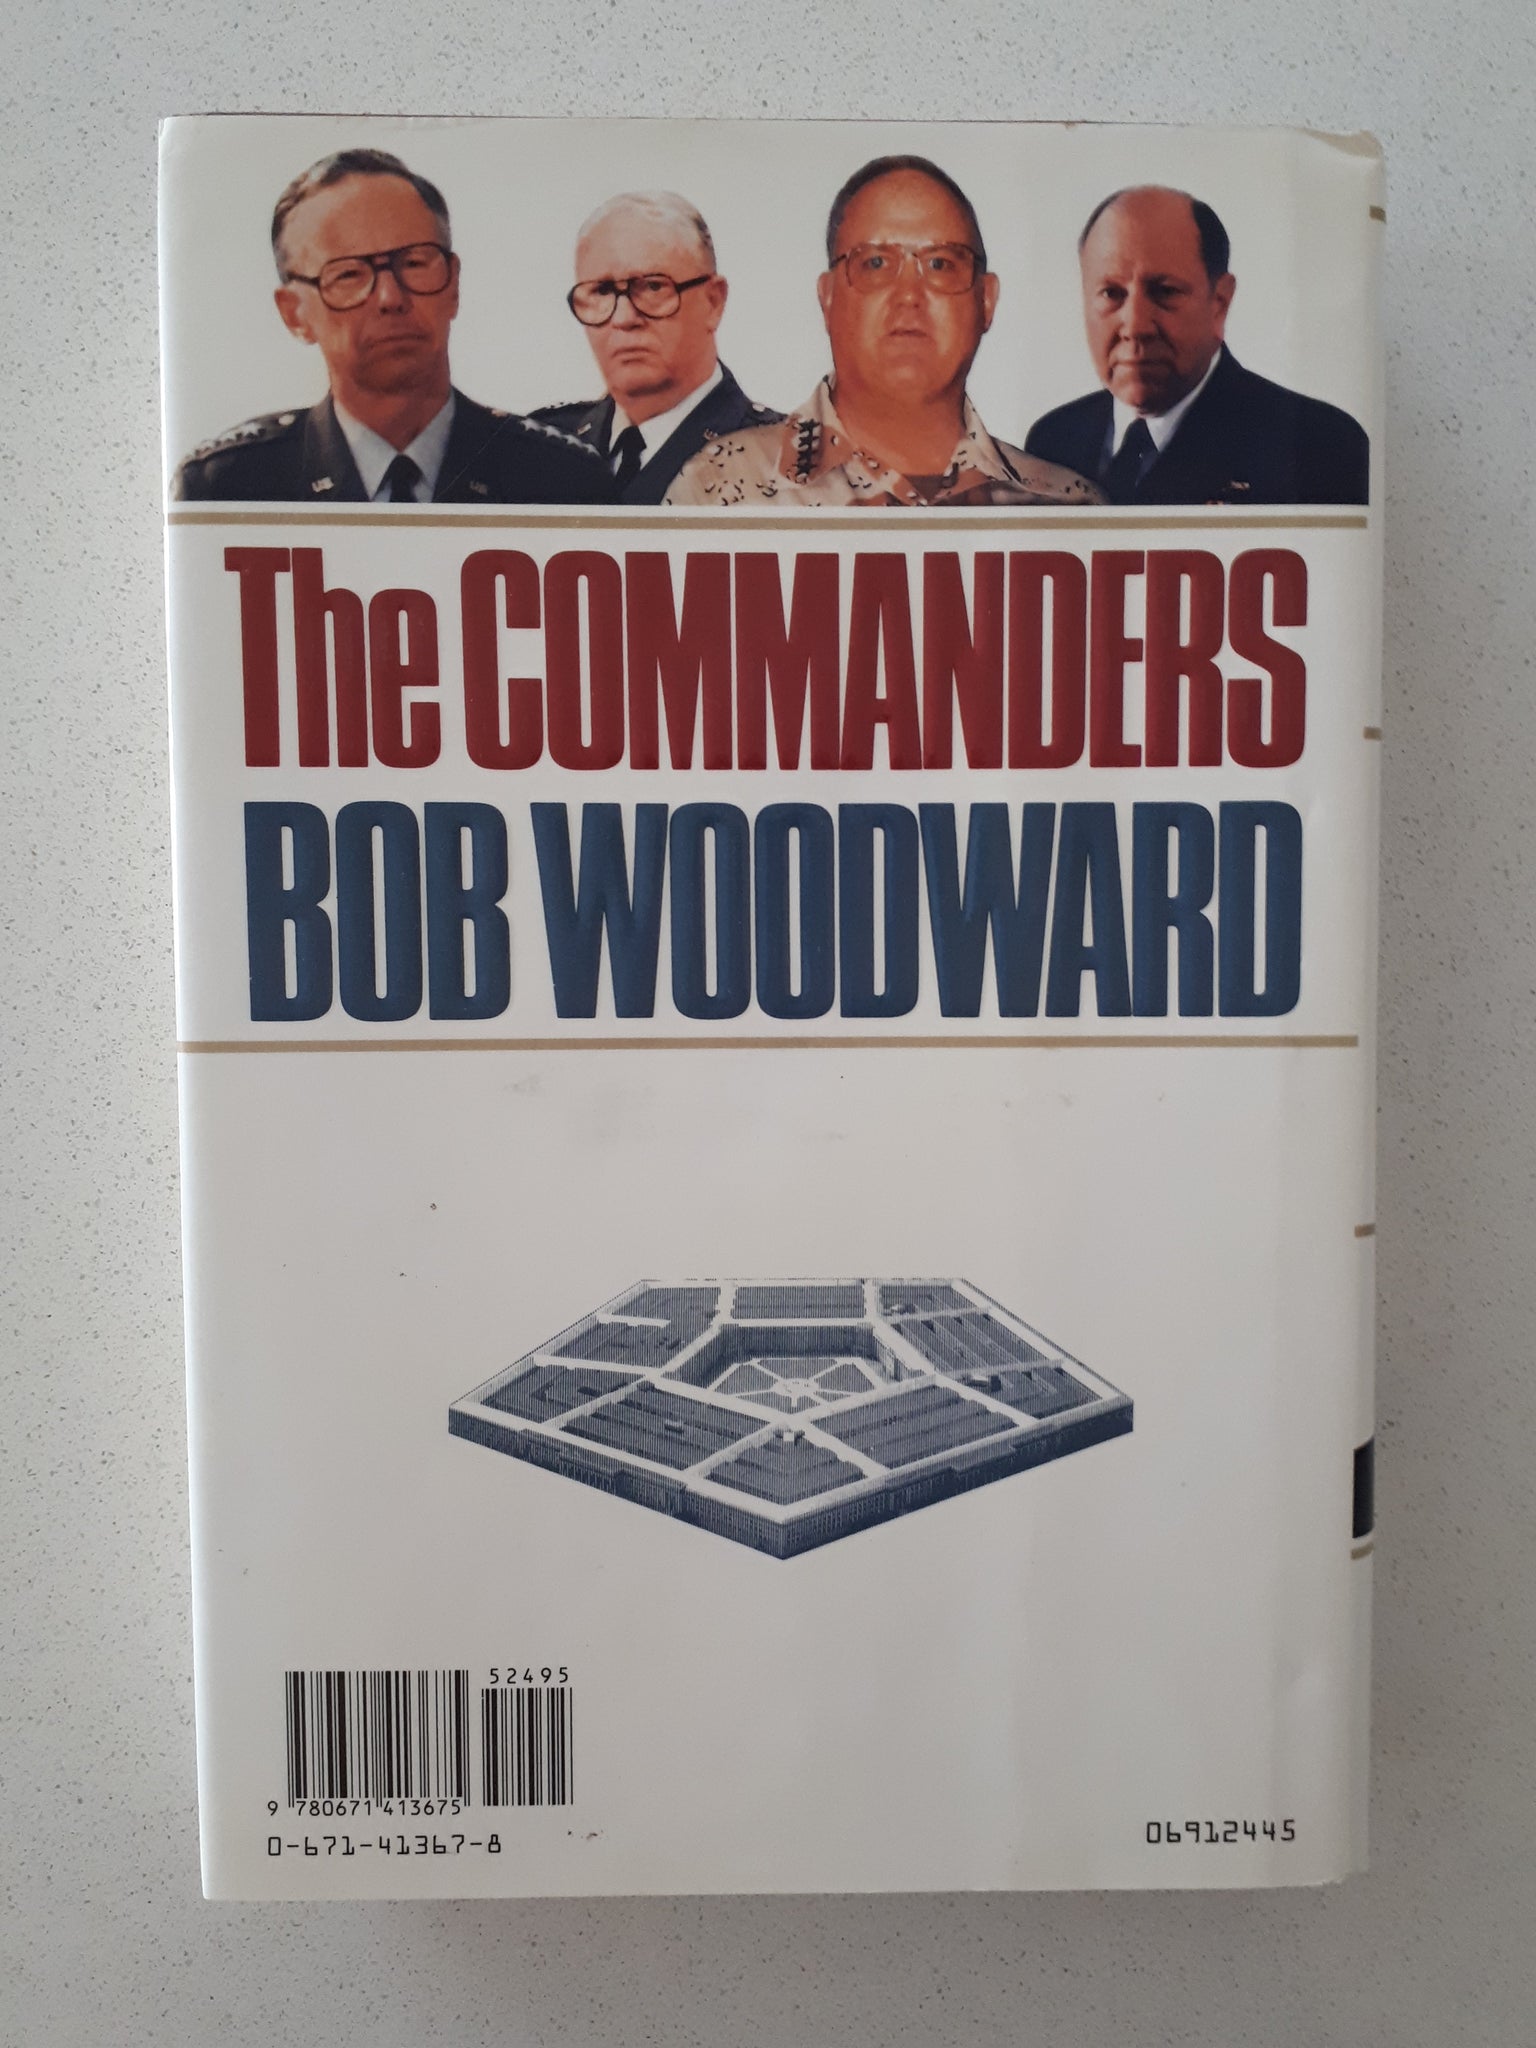 The COMMANDERS
BOB WOODWARD
52495
9 780671 413675
0-671-41367-8
06912445